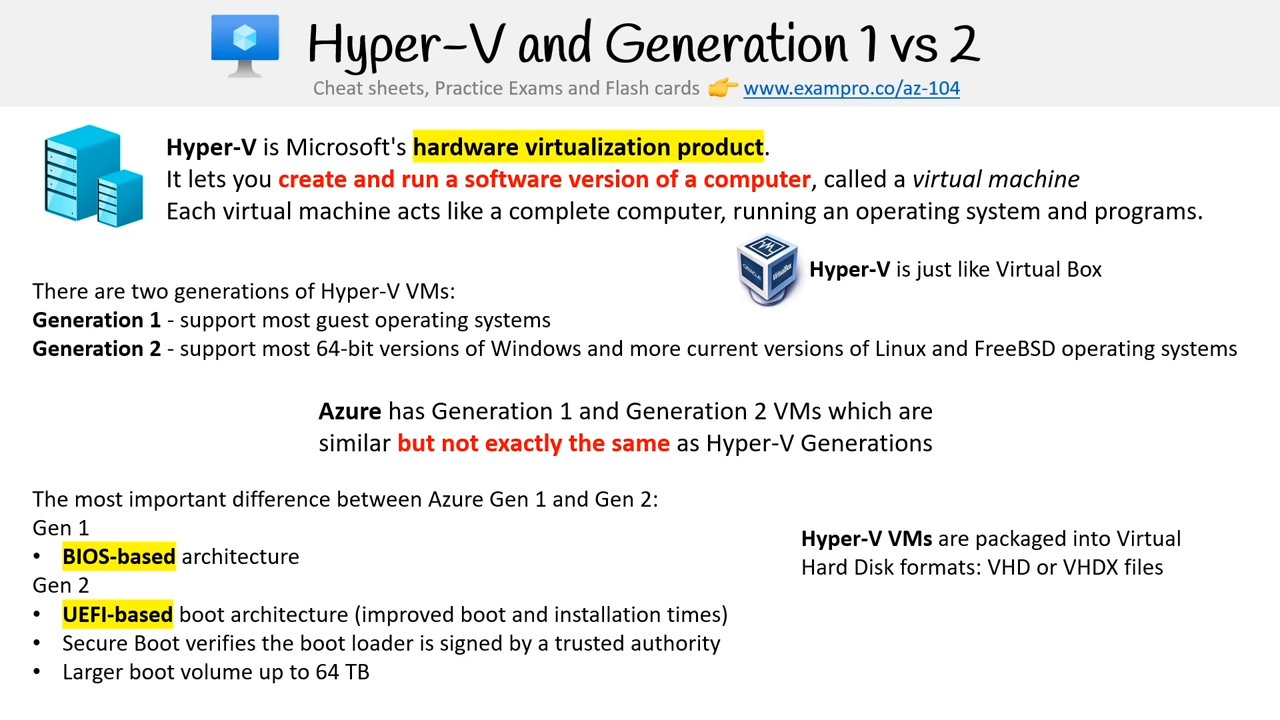 Hyper-V and Generation 1 vs 2
Cheat sheets, Practice Exams and Flash cards 👉 www.exampro.co/az-104
Hyper-V is Microsoft's hardware virtualization product.
It lets you create and run a software version of a computer, called a virtual machine
Each virtual machine acts like a complete computer, running an operating system and programs.
ORACLE
VirtualBox
Hyper-V is just like Virtual Box
There are two generations of Hyper-V VMs:
Generation 1 - support most guest operating systems
Generation 2 - support most 64-bit versions of Windows and more current versions of Linux and FreeBSD operating systems
Azure has Generation 1 and Generation 2 VMs which are
similar but not exactly the same as Hyper-V Generations
The most important difference between Azure Gen 1 and Gen 2:
Gen 1
• BIOS-based architecture
Gen 2
• UEFI-based boot architecture (improved boot and installation times)
• Secure Boot verifies the boot loader is signed by a trusted authority
• Larger boot volume up to 64 TB
Hyper-V VMs are packaged into Virtual
Hard Disk formats: VHD or VHDX files